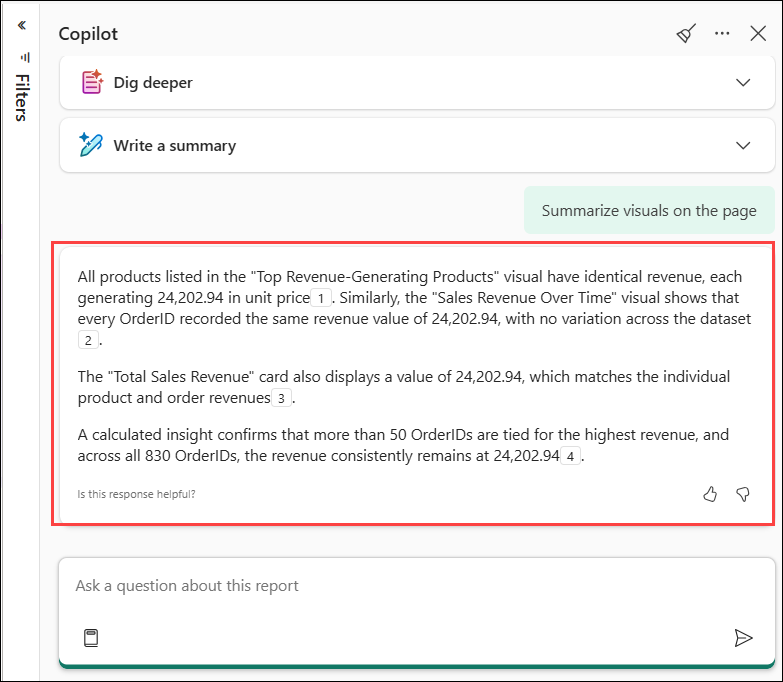 Copilot
Filters
Dig deeper
Write a summary
Summarize visuals on the page
All products listed in the "Top Revenue-Generating Products" visual have identical revenue, each
generating 24,202.94 in unit price 1 . Similarly, the "Sales Revenue Over Time" visual shows that
every OrderID recorded the same revenue value of 24,202.94, with no variation across the dataset
2 .
The "Total Sales Revenue" card also displays a value of 24,202.94, which matches the individual
product and order revenues 3 .
A calculated insight confirms that more than 50 OrderIDs are tied for the highest revenue, and
across all 830 OrderIDs, the revenue consistently remains at 24,202.94 4 .
Is this response helpful?
Ask a question about this report